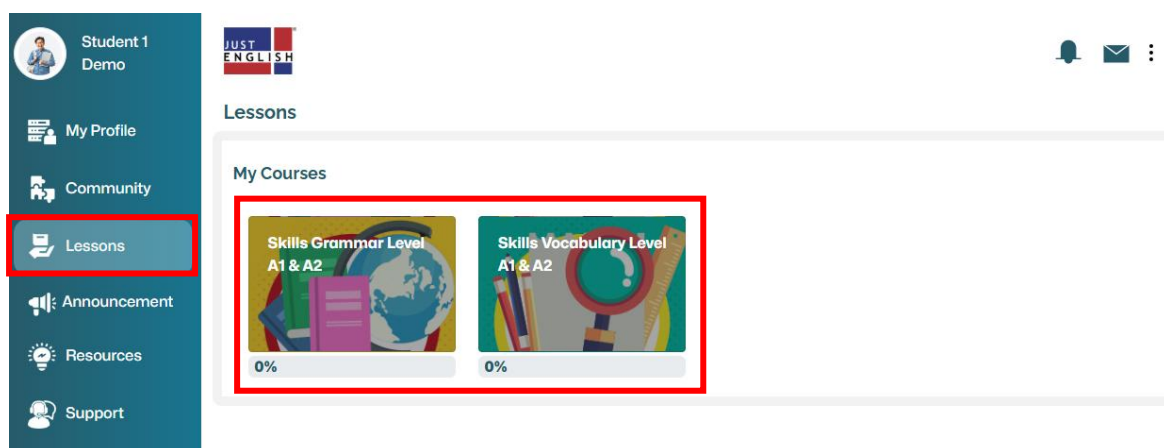 Student 1
Demo
My Profile
Community
Lessons
Announcement
Resources
Support
JUST
ENGLISH
Lessons
My Courses
Skills Grammar Level
A1 & A2
0%
Skills Vocabulary Level
A1 & A2
0%